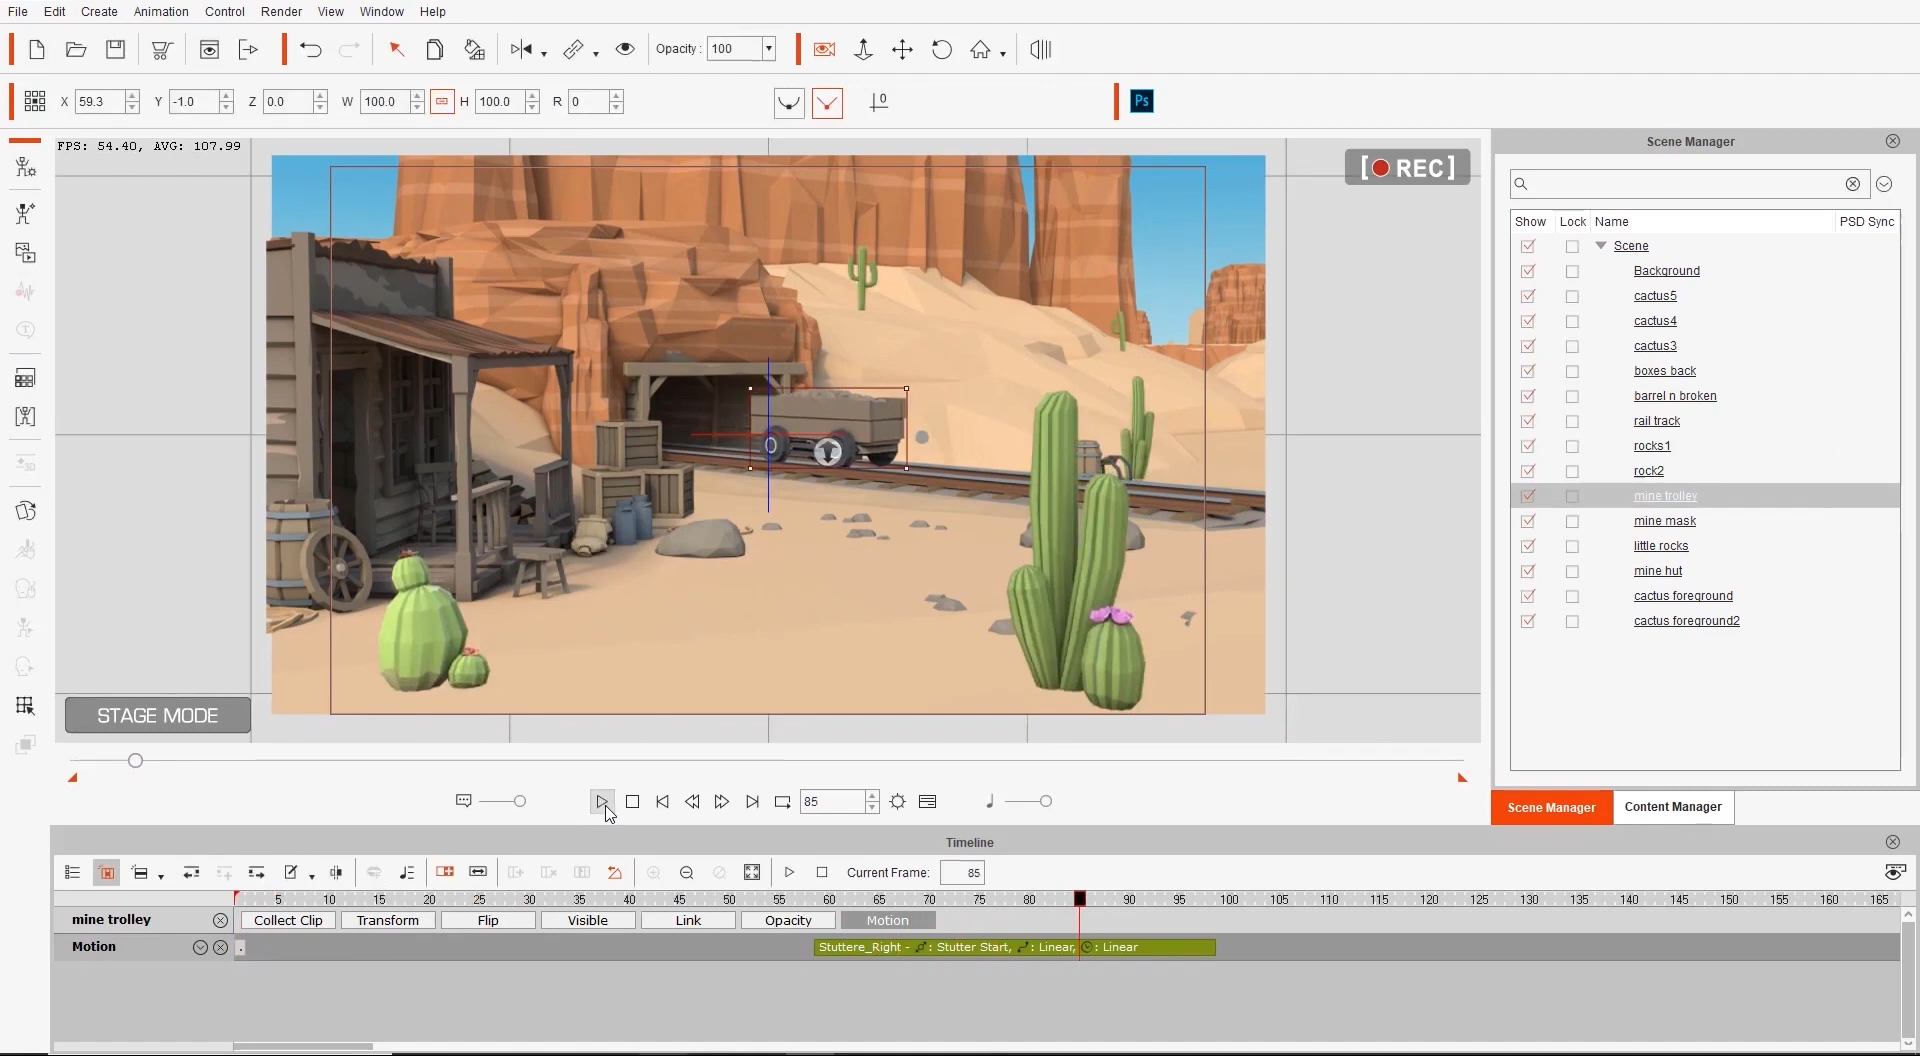 File Edit Create Animation Control Render View Window Help
Opacity : 100
X 59.3 Y -1.0 Z 0.0 W 100.0 H 100.0 R 0 0 Ps
FPS: 54.40, AVG: 107.99
[ REC]
STAGE MODE
Scene Manager
Show Lock Name PSD Sync
Scene
Background
cactus5
cactus4
cactus3
boxes back
barrel n broken
rail track
rocks1
rock2
mine trolley
mine mask
little rocks
mine hut
cactus foreground
cactus foreground2
85
Scene Manager Content Manager
Timeline
Current Frame: 85
5 10 15 20 25 30 35 40 45 50 55 60 65 70 75 80 90 95 100 105 110 115 120 125 130 135 140 145 150 155 160 165
mine trolley Collect Clip Transform Flip Visible Link Opacity Motion
Motion . Stuttere_Right - : Stutter Start, : Linear, : Linear